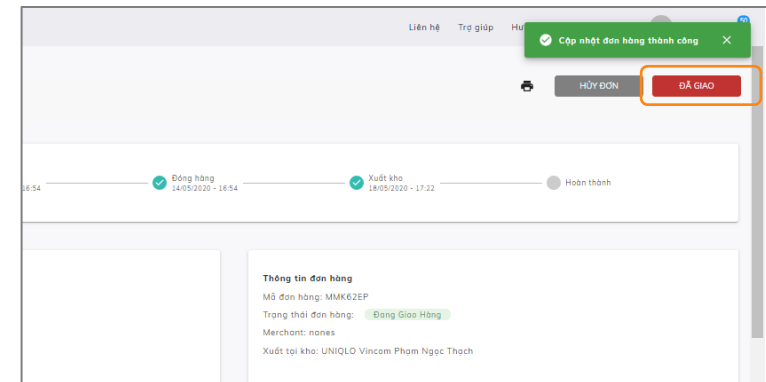 Liên hệ Trợ giúp
50
Cập nhật đơn hàng thành công
HỦY ĐƠN ĐÃ GIAO
16:54
Đóng hàng
14/05/2020 - 16:54
Xuất kho
18/05/2020 - 17:22
Hoàn thành
Thông tin đơn hàng
Mã đơn hàng: MMK62EP
Trạng thái đơn hàng: Đang Giao Hàng
Merchant: nones
Xuất tại kho: UNIQLO Vincom Phạm Ngọc Thạch